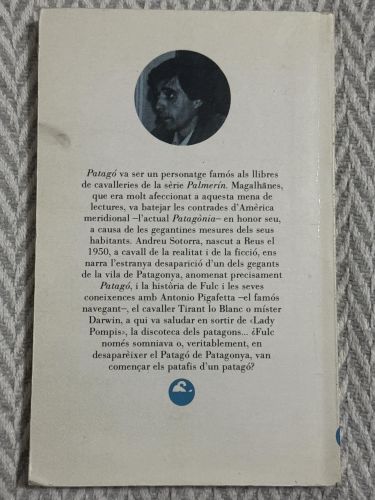 Patagó va ser un personatge famós als llibres
de cavalleries de la sèrie Palmerín. Magalhãnes,
que era molt afeccionat a aquesta mena de
lectures, va batejar les contrades d'Amèrica
meridional –l'actual Patagònia– en honor seu,
a causa de les gegantines mesures dels seus
habitants. Andreu Sotorra, nascut a Reus el
1950, a cavall de la realitat i de la ficció, ens
narra l'estranya desaparició d'un dels gegants
de la vila de Patagonya, anomenat precisament
Patagó, i la història de Fulc i les seves
coneixences amb Antonio Pigafetta –el famós
navegant–, el cavaller Tirant lo Blanc o míster
Darwin, a qui va saludar en sortir de «Lady
Pompis», la discoteca dels patagons... ¿Fulc
només somniava o, veritablement, en
desaparèixer el Patagó de Patagonya, van
començar els patafis d'un patagó?